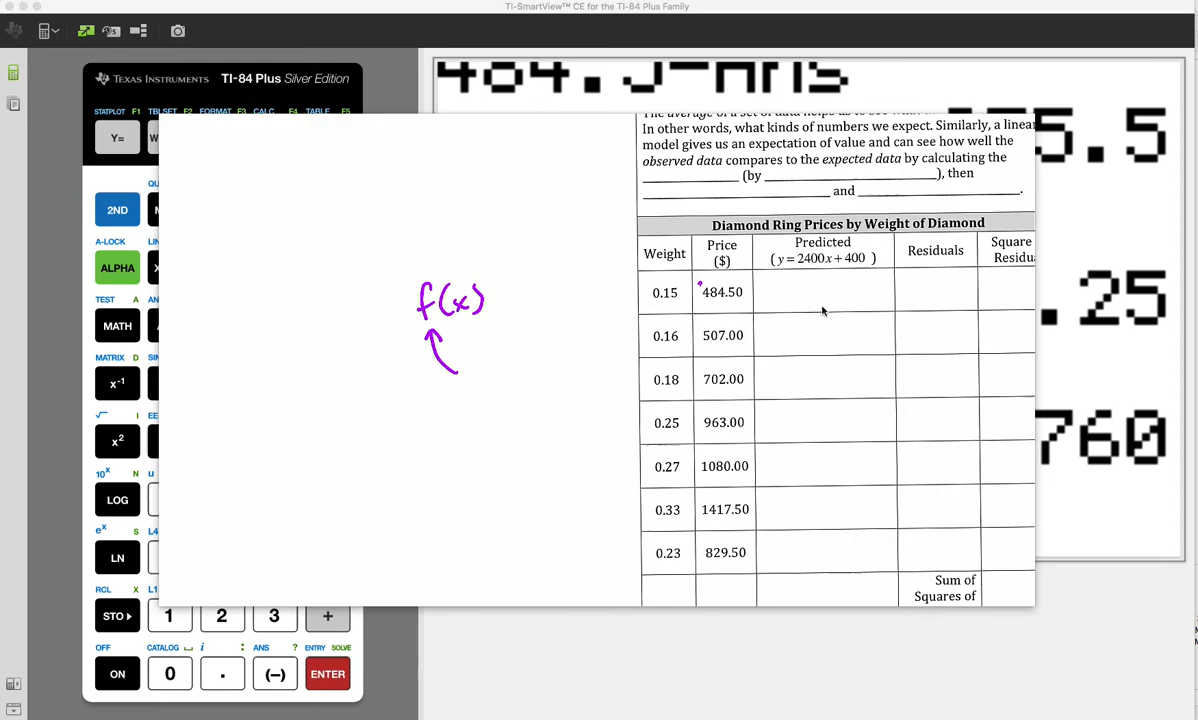 TI-SmartView™ CE for the TI-84 Plus Family
TEXAS INSTRUMENTS TI-84 Plus Silver Edition
STATPLOT F1 TBLSET F2 FORMAT F3 CALC F4 TABLE F5
Y=
2ND
A-LOCK
ALPHA
TEST A
MATH
MATRIX D
x⁻¹
√ I
x²
10ˣ N
LOG
eˣ S
LN
RCL X
STO▸ 1 2 3 +
OFF CATALOG i : ANS ? ENTRY SOLVE
ON 0 . (−) ENTER
f(x)
In other words, what kinds of numbers we expect. Similarly, a linear
model gives us an expectation of value and can see how well the
observed data compares to the expected data by calculating the
____________ (by ____________), then
____________ and ____________.
Diamond Ring Prices by Weight of Diamond
Weight Price ($) Predicted ( y = 2400x + 400 ) Residuals Square
0.15 484.50
0.16 507.00
0.18 702.00
0.25 963.00
0.27 1080.00
0.33 1417.50
0.23 829.50
Sum of
Squares of
5.5
.25
760